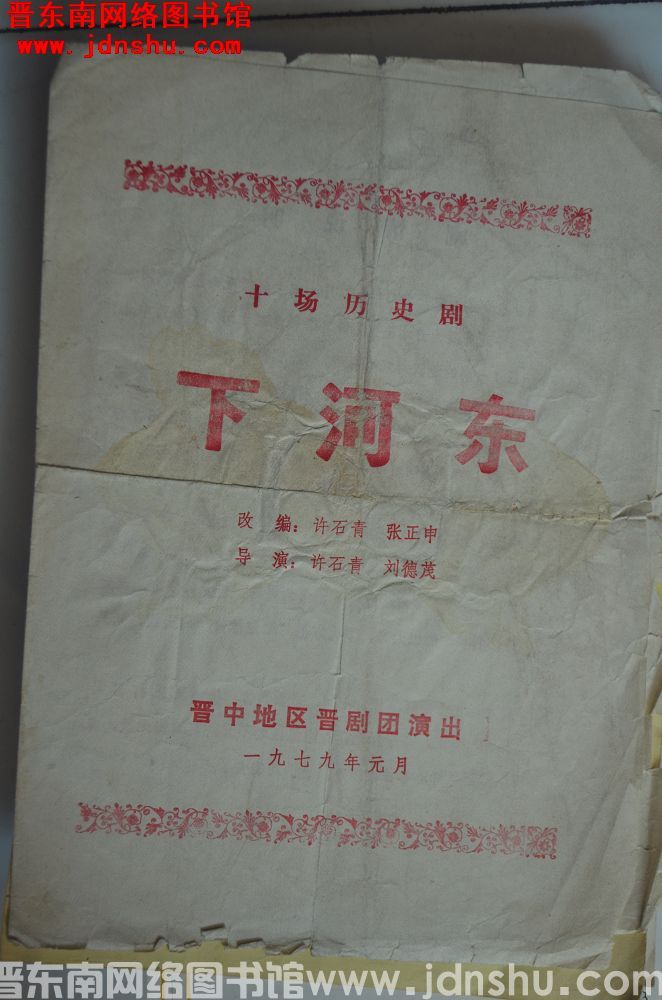 晋东南网络图书馆
www.jdnshu.com
十场历史剧
下河东
改 编：许石青 张正申
导 演：许石青 刘德茂
晋中地区晋剧团演出
一九七九年元月
晋东南网络图书馆www.jdnshu.com